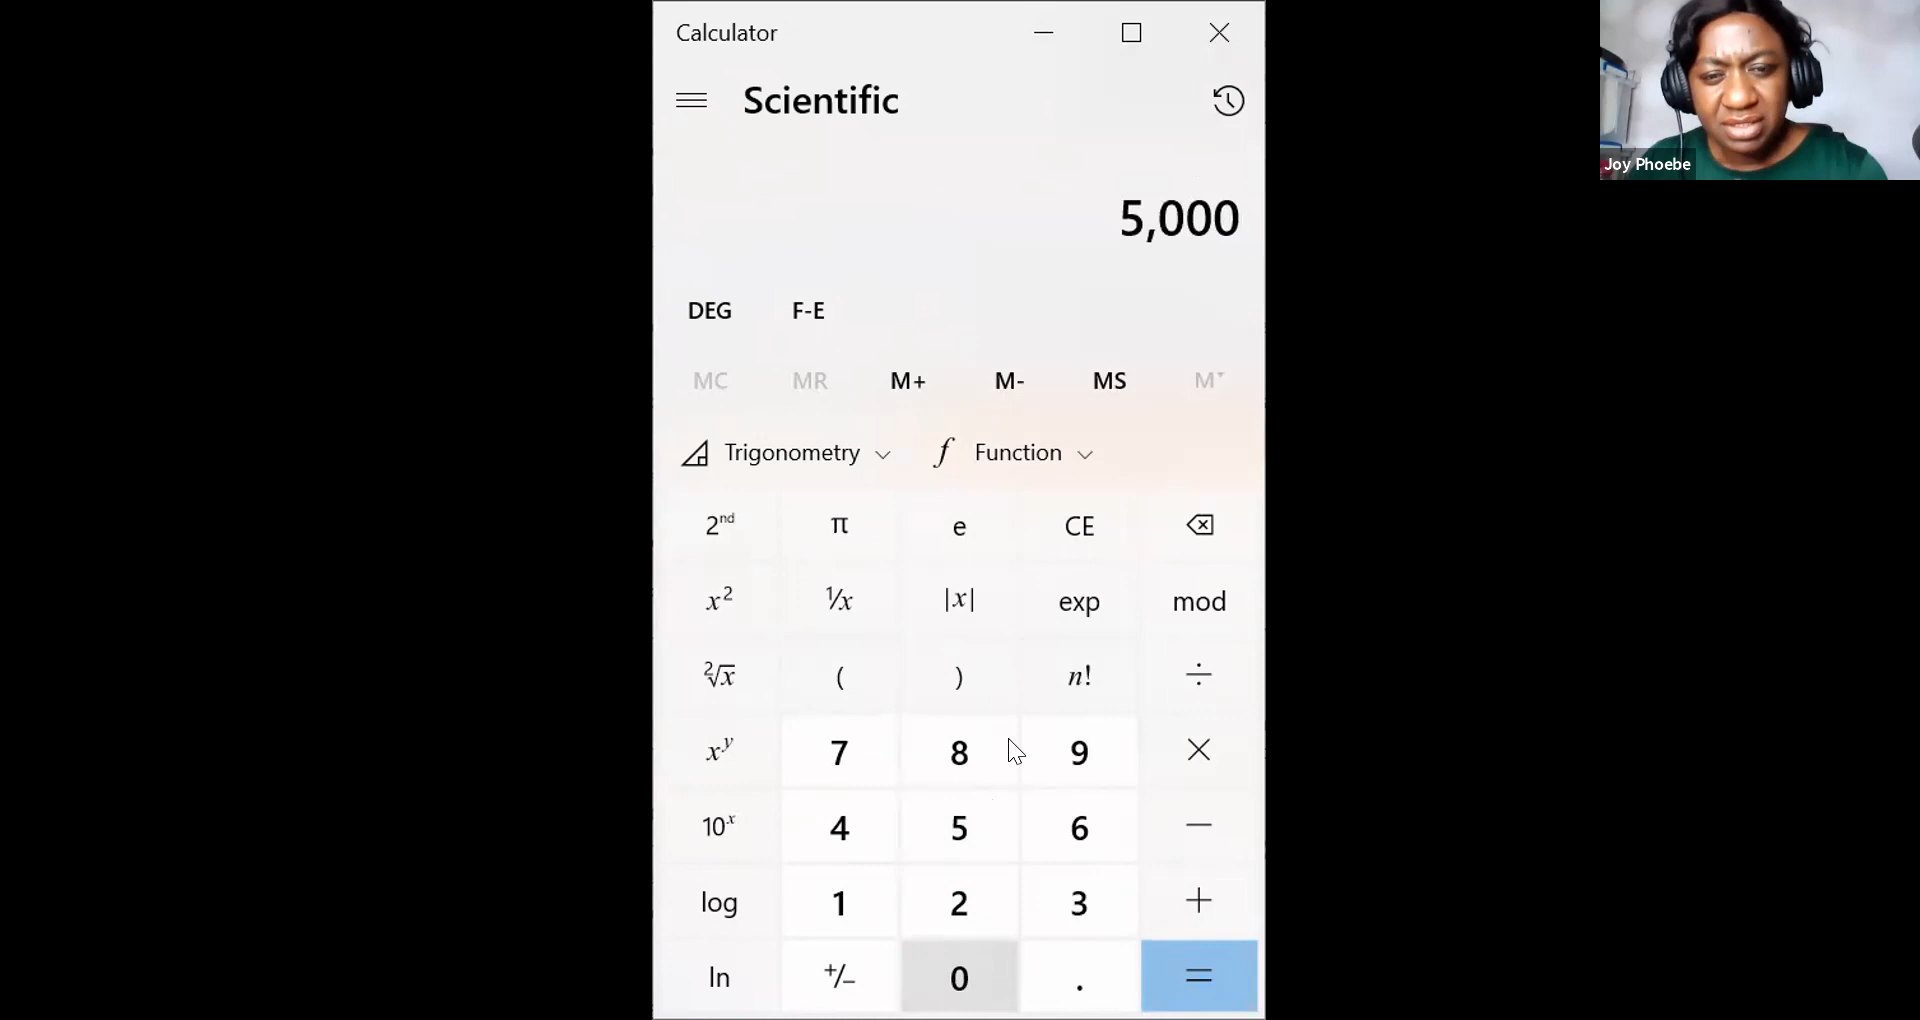 Calculator
Scientific
5,000
DEG F-E
MC MR M+ M- MS M▾
Trigonometry f Function
2ⁿᵈ π e CE
x² ¹/x |x| exp mod
²√x ( ) n! ÷
xʸ 7 8 9 ×
10ˣ 4 5 6 −
log 1 2 3 +
ln +/− 0 . =
Joy Phoebe